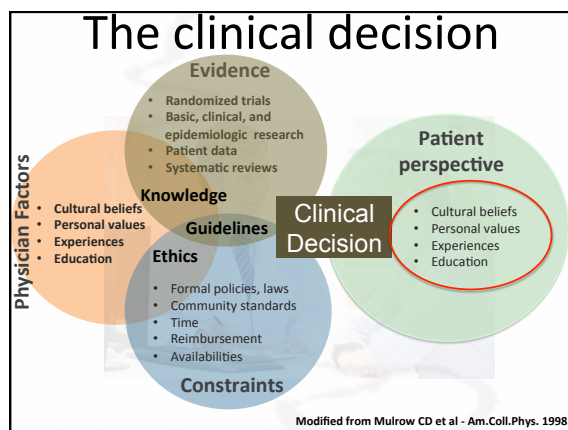 The clinical decision
Evidence
• Randomized trials
• Basic, clinical, and
epidemiologic research
• Patient data
• Systematic reviews
Physician Factors
• Cultural beliefs
• Personal values
• Experiences
• Education
Knowledge
Guidelines
Ethics
• Formal policies, laws
• Community standards
• Time
• Reimbursement
• Availabilities
Constraints
Clinical
Decision
Patient
perspective
• Cultural beliefs
• Personal values
• Experiences
• Education
Modified from Mulrow CD et al - Am.Coll.Phys. 1998